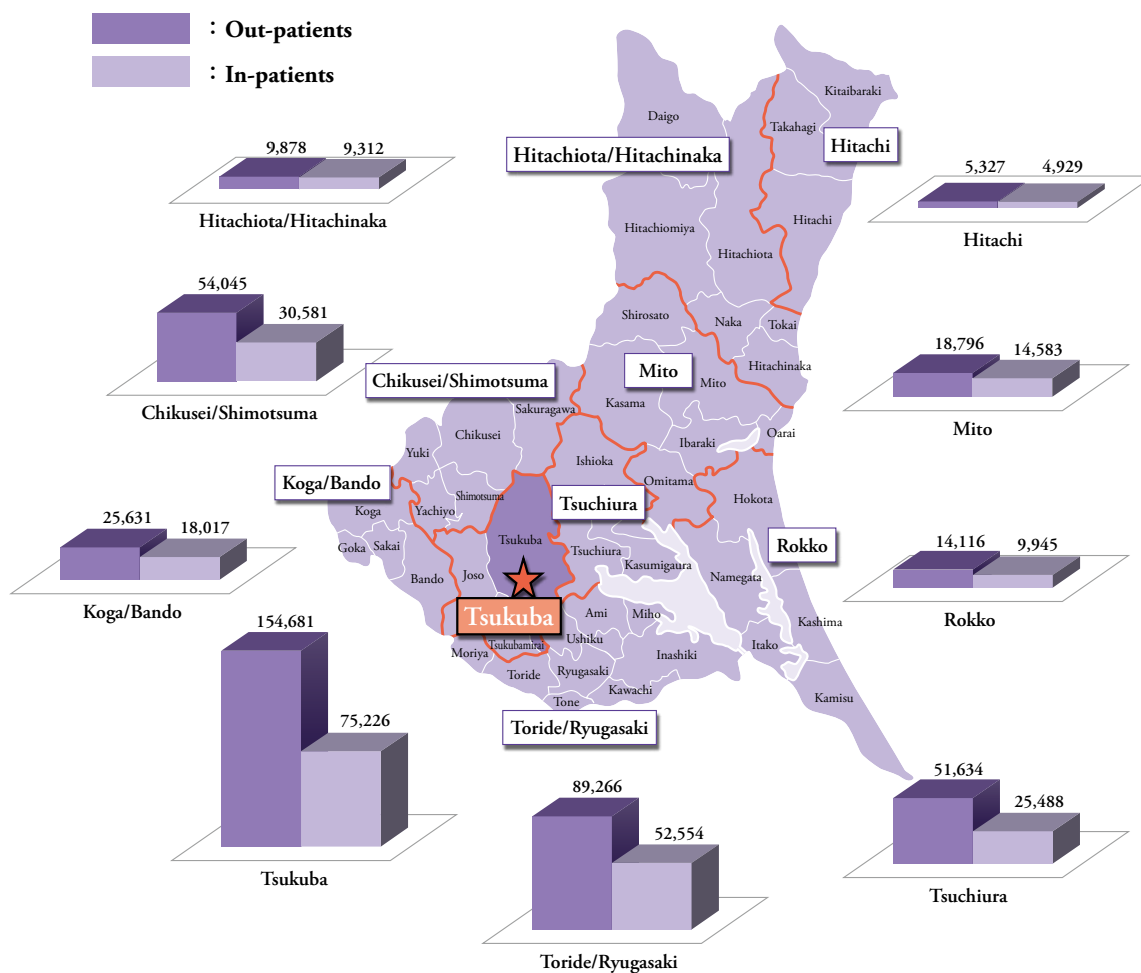 : Out-patients
: In-patients
9,878 9,312
Hitachiota/Hitachinaka
54,045
30,581
Chikusei/Shimotsuma
25,631
18,017
Koga/Bando
154,681
75,226
Tsukuba
89,266
52,554
Toride/Ryugasaki
51,634
25,488
Tsuchiura
14,116
9,945
Rokko
18,796
14,583
Mito
5,327 4,929
Hitachi
Kitaibaraki
Daigo
Takahagi
Hitachiota/Hitachinaka
Hitachi
Hitachi
Hitachiomiya
Hitachiota
Shirosato
Naka
Tokai
Hitachinaka
Mito
Mito
Chikusei/Shimotsuma
Kasama
Sakuragawa
Oarai
Ibaraki
Chikusei
Yuki
Ishioka
Omitama
Koga/Bando
Shimotsuma
Hokota
Tsuchiura
Koga
Yachiyo
Tsukuba
Rokko
Goka
Sakai
Tsuchiura
Kasumigaura
Bando
Joso
Namegata
Tsukuba
Ami
Miho
Kashima
Ushiku
Tsukubamirai
Moriya
Itako
Inashiki
Toride
Ryugasaki
Kawachi
Kamisu
Tone
Toride/Ryugasaki